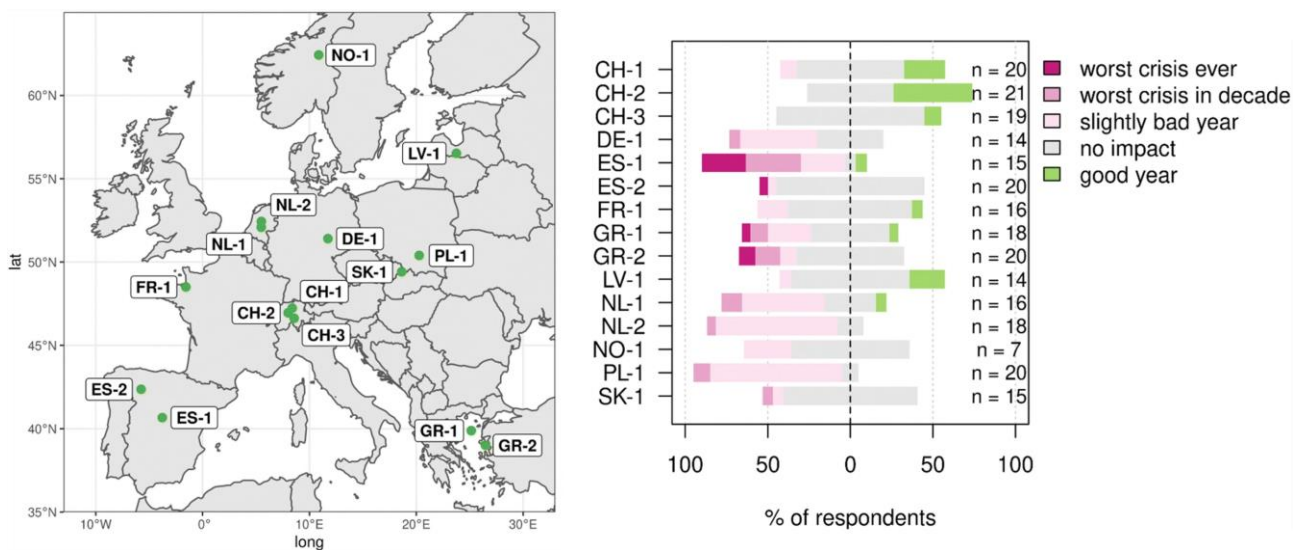 NO-1
60°N
LV-1
55°N
NL-2
NL-1
DE-1
PL-1
50°N
SK-1
FR-1
CH-1
CH-2
CH-3
45°N
ES-2
ES-1
40°N
GR-1
GR-2
35°N
10°W 0° 10°E 20°E 30°E
lat
long
CH-1 n = 20
CH-2 n = 21
CH-3 n = 19
DE-1 n = 14
ES-1 n = 15
ES-2 n = 20
FR-1 n = 16
GR-1 n = 18
GR-2 n = 20
LV-1 n = 14
NL-1 n = 16
NL-2 n = 18
NO-1 n = 7
PL-1 n = 20
SK-1 n = 15
100 50 0 50 100
% of respondents
worst crisis ever
worst crisis in decade
slightly bad year
no impact
good year